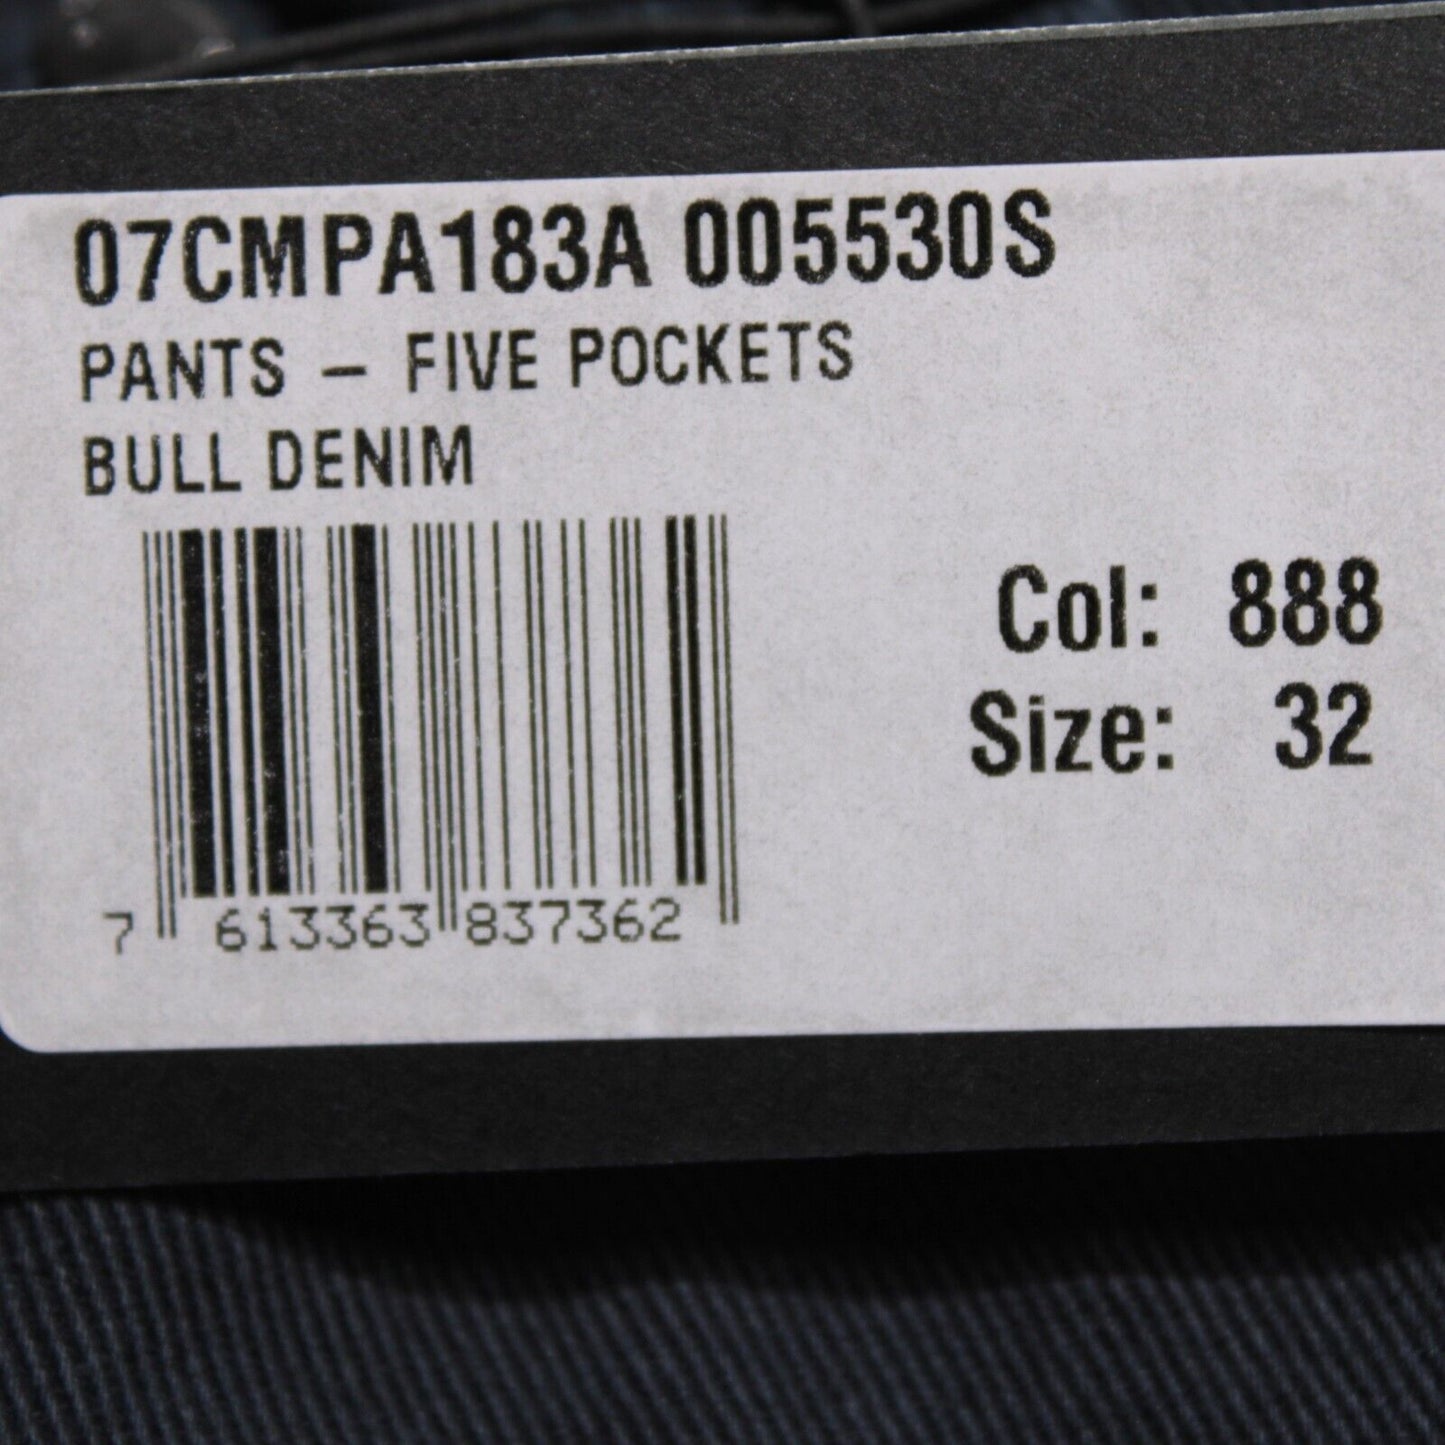 07CMPA183A 005530S
PANTS – FIVE POCKETS
BULL DENIM
Col: 888
Size: 32
7 613363 837362